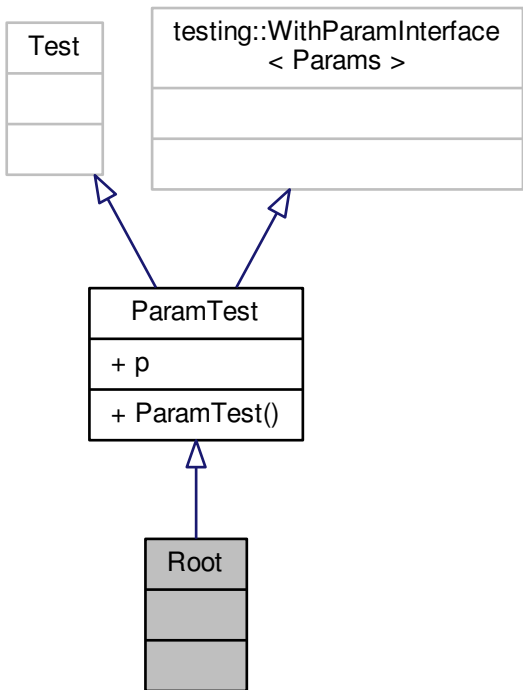 Test
testing::WithParamInterface
< Params >
ParamTest
+ p
+ ParamTest()
Root